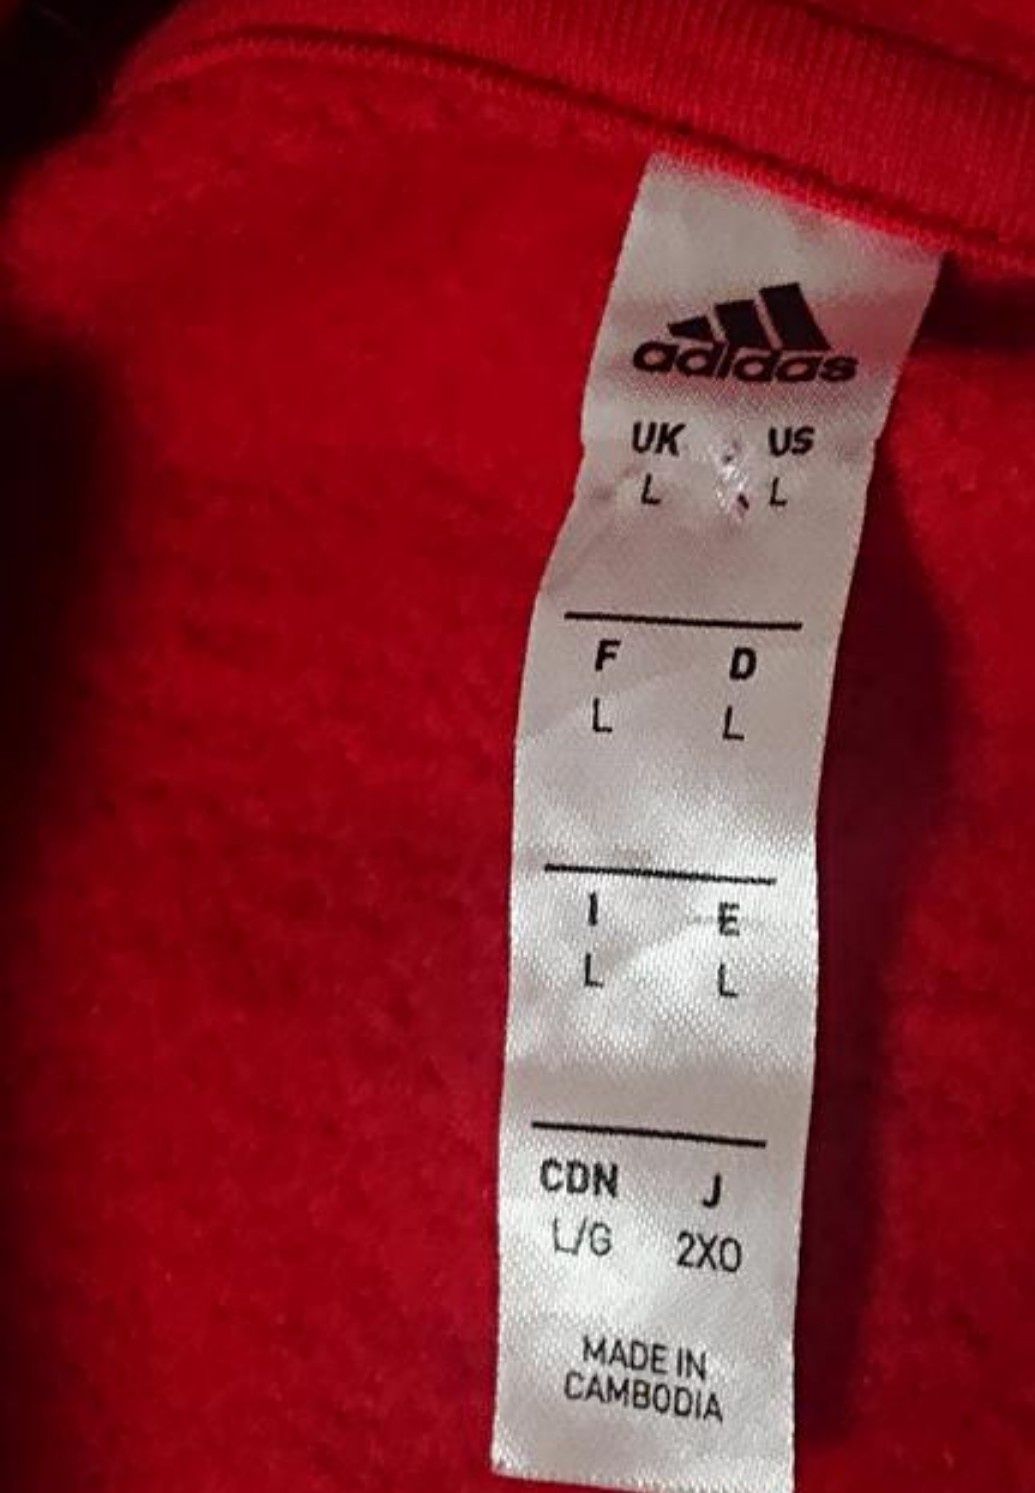 adidas
UK US
L L
F D
L L
I E
L L
CDN J
L/G 2XO
MADE IN
CAMBODIA